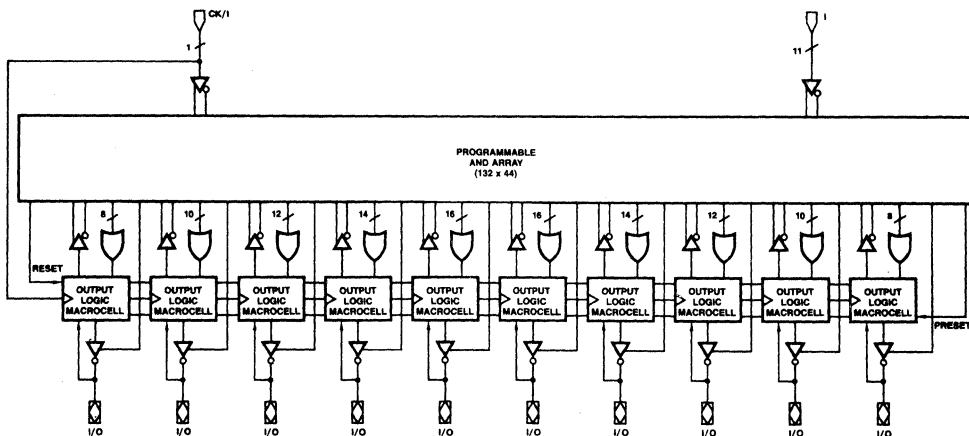 CK/I
I
1
11
PROGRAMMABLE
AND ARRAY
(132 x 44)
8
10
12
14
16
16
14
12
10
8
RESET
OUTPUT
LOGIC
MACROCELL
OUTPUT
LOGIC
MACROCELL
OUTPUT
LOGIC
MACROCELL
OUTPUT
LOGIC
MACROCELL
OUTPUT
LOGIC
MACROCELL
OUTPUT
LOGIC
MACROCELL
OUTPUT
LOGIC
MACROCELL
OUTPUT
LOGIC
MACROCELL
OUTPUT
LOGIC
MACROCELL
OUTPUT
LOGIC
MACROCELL
PRESET
I/O
I/O
I/O
I/O
I/O
I/O
I/O
I/O
I/O
I/O